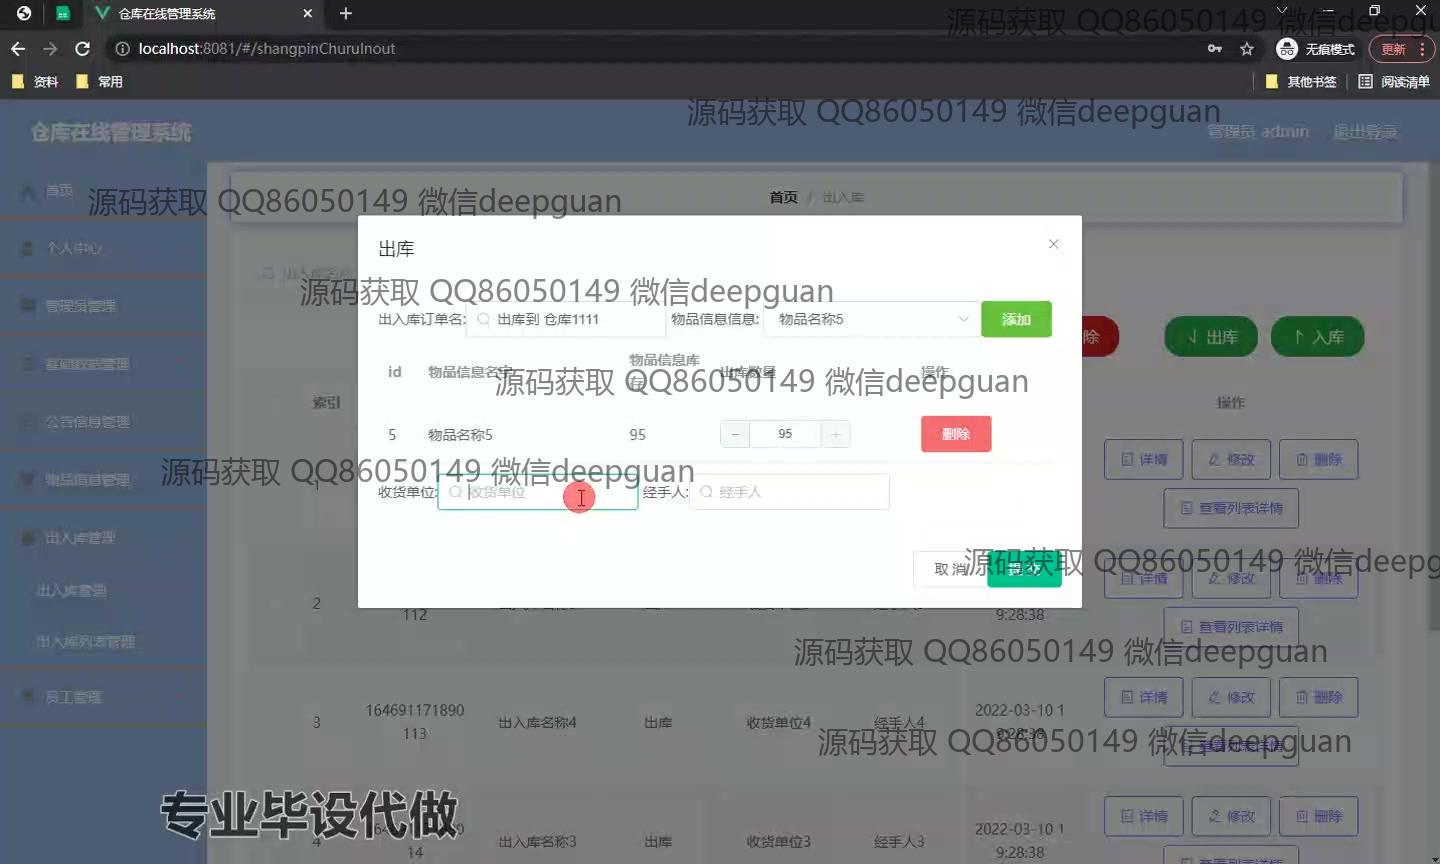 仓库在线管理系统
localhost:8081/#/shangpinChuruInout
无痕模式
更新
资料
常用
其他书签
阅读清单
源码获取 QQ86050149 微信deepgu
源码获取 QQ86050149 微信deepguan
仓库在线管理系统
管理员 admin
退出登录
首页
源码获取 QQ86050149 微信deepguan
首页 / 出入库
个人中心
管理员管理
基础数据管理
公告信息管理
物品信息管理
出入库管理
出入库管理
出入库列表管理
员工管理
出库
源码获取 QQ86050149 微信deepguan
出入库订单名:
出库到 仓库1111
物品信息信息:
物品名称5
添加
除
出库
入库
id
物品信息名字
物品信息库存
出库数量
操作
源码获取 QQ86050149 微信deepguan
索引
操作
5
物品名称5
95
95
删除
详情
修改
删除
源码获取 QQ86050149 微信deepguan
收货单位:
收货单位
经手人:
经手人
查看列表详情
取 消
源码获取 QQ86050149 微信deepg
详情
修改
删除
2
112
9:28:38
查看列表详情
源码获取 QQ86050149 微信deepguan
3
164691171890
113
出入库名称4
出库
收货单位4
经手人4
2022-03-10 1
9:28:38
详情
修改
删除
查看列表详情
源码获取 QQ86050149 微信deepguan
专业毕设代做
4
14
出入库名称3
出库
收货单位3
经手人3
2022-03-10 1
9:28:38
详情
修改
删除